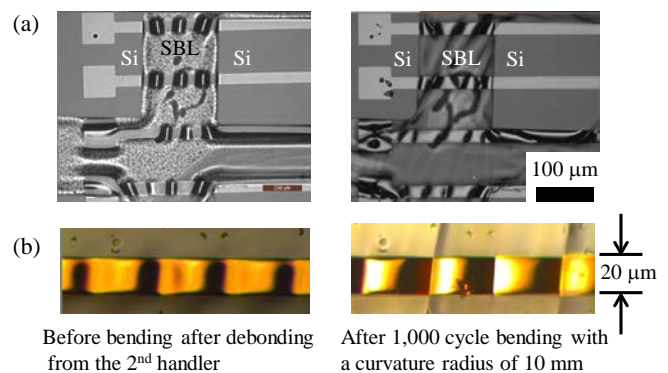 (a)
Si SBL
Si
Si SBL Si
100 μm
(b)
20 μm
Before bending after debonding
from the 2nd handler
After 1,000 cycle bending with
a curvature radius of 10 mm